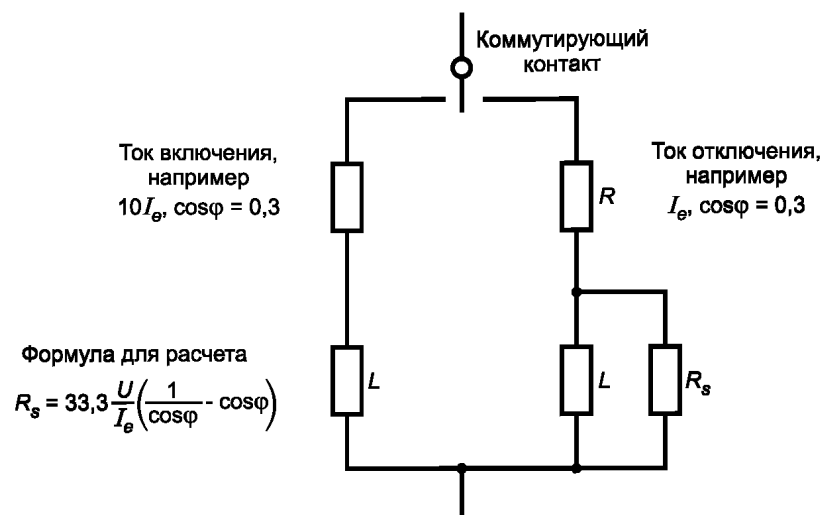 Коммутирующий
контакт
Ток включения,
например
10Iₑ, cosφ = 0,3
Ток отключения,
например
Iₑ, cosφ = 0,3
R
Формула для расчета
Rₛ = 33,3 U/Iₑ (1/cosφ - cosφ)
L
L
Rₛ